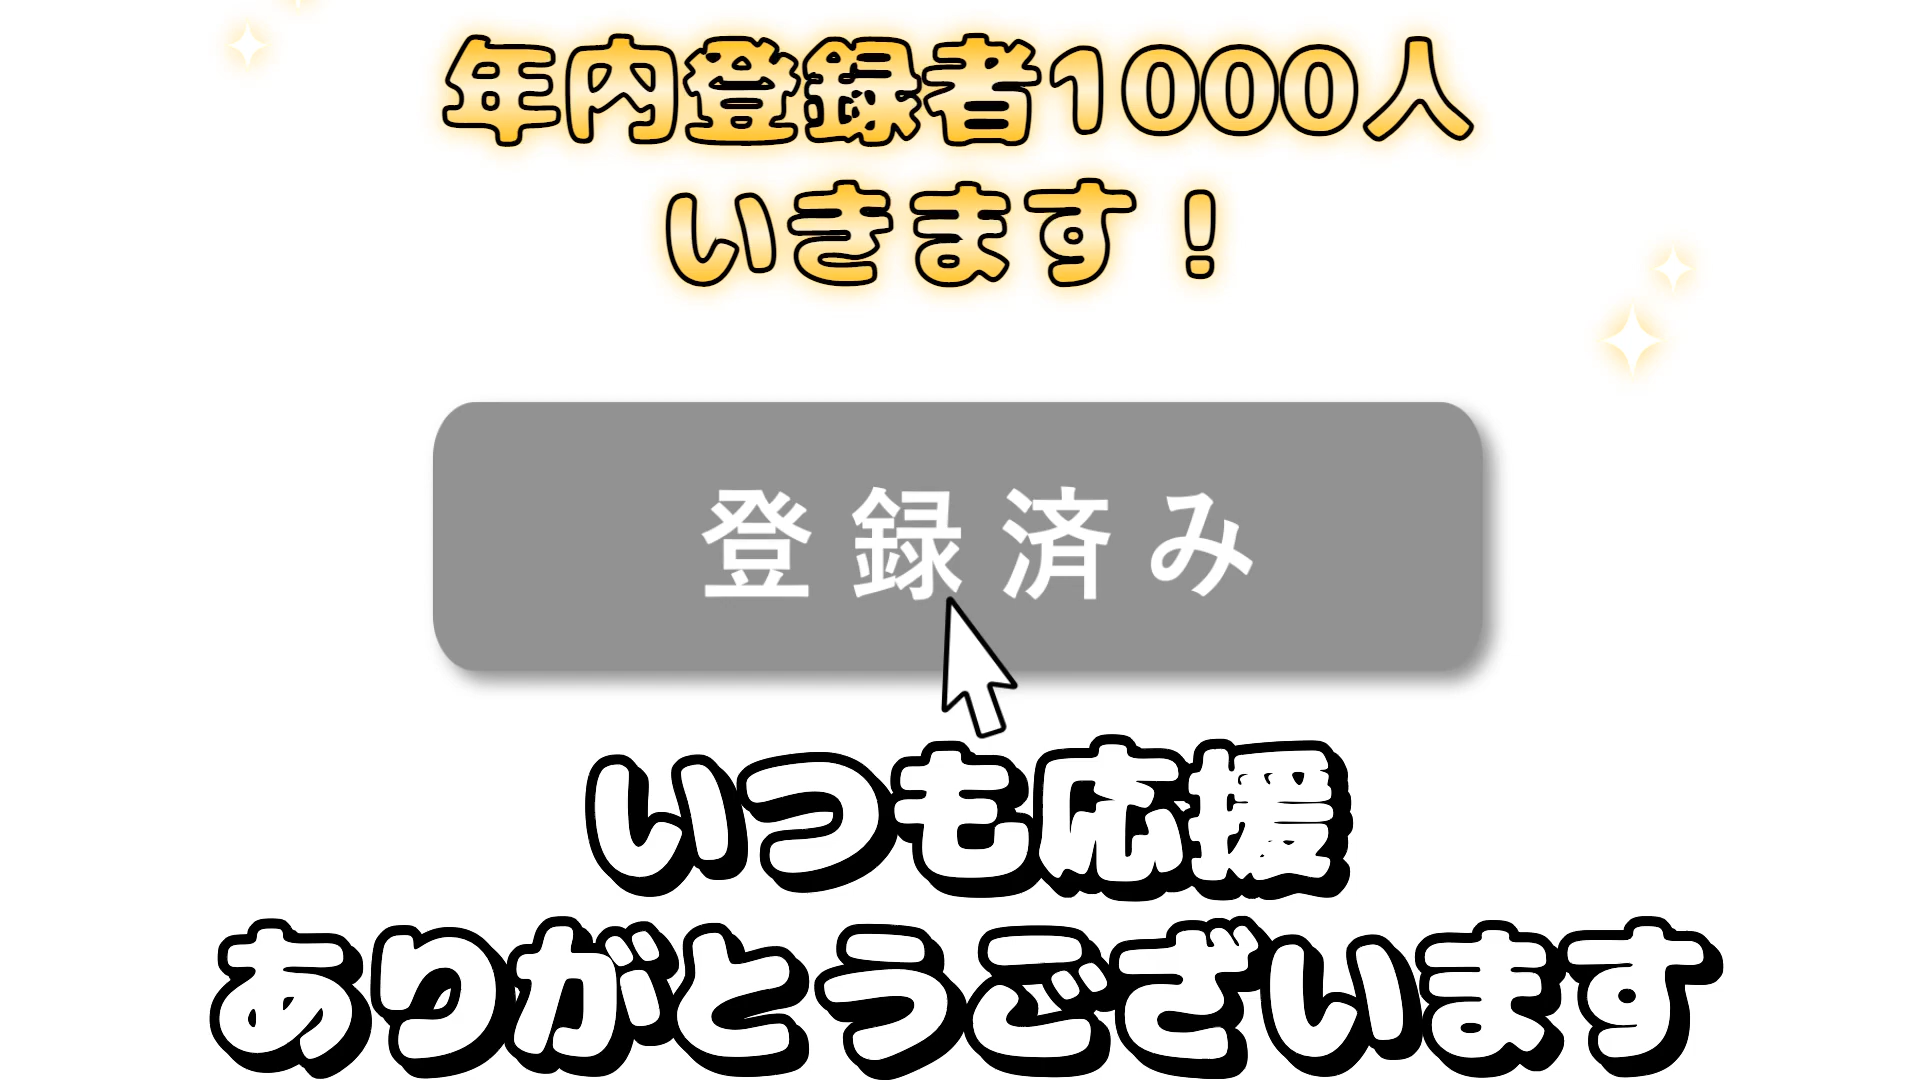 年内登録者1000人
いきます！
登録済み
いつも応援
ありがとうございます